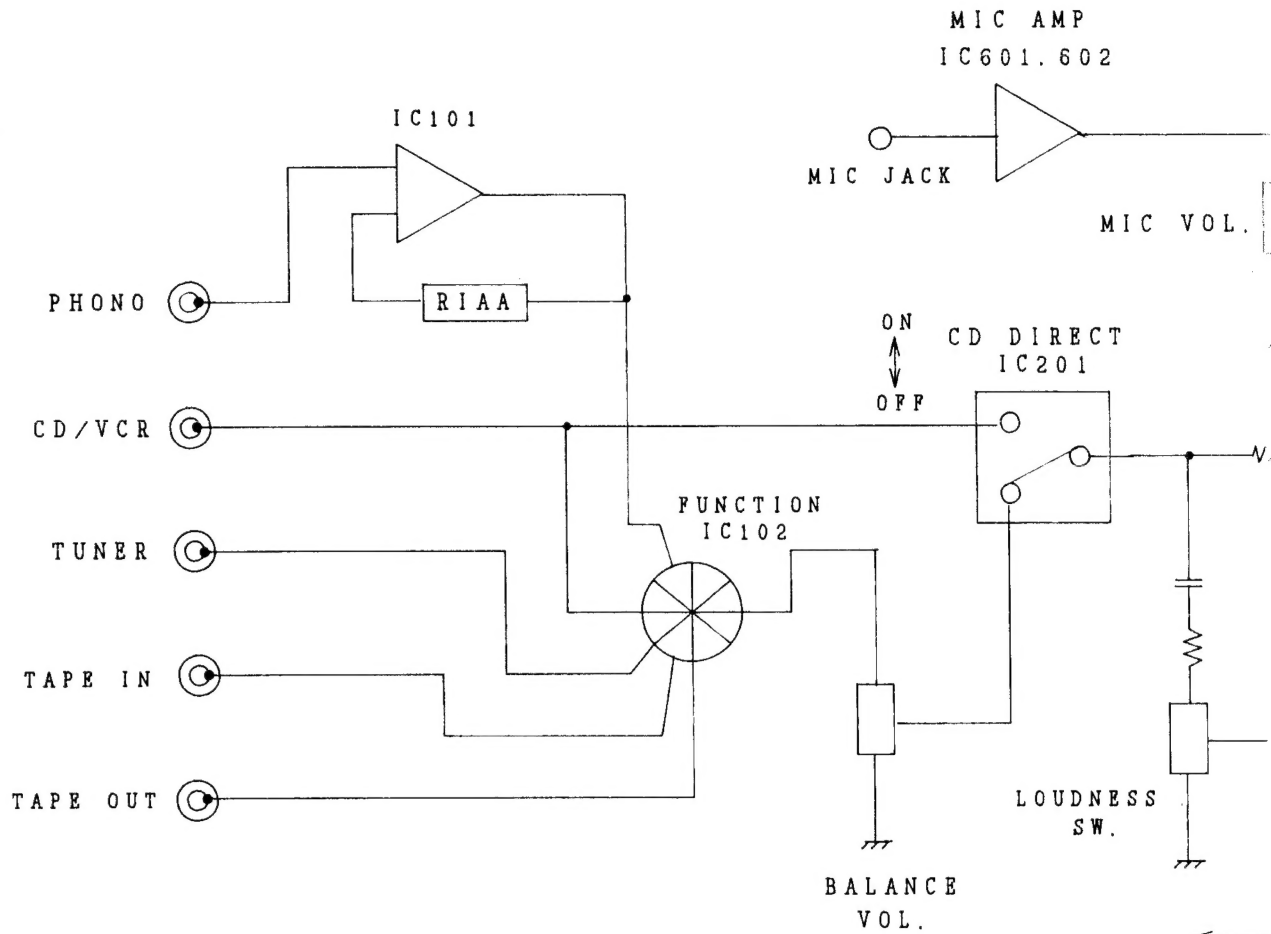 MIC AMP
IC601.602
IC101
MIC JACK
MIC VOL.
PHONO
RIAA
ON
OFF
CD DIRECT
IC201
CD/VCR
FUNCTION
IC102
TUNER
TAPE IN
TAPE OUT
LOUDNESS
SW.
BALANCE
VOL.